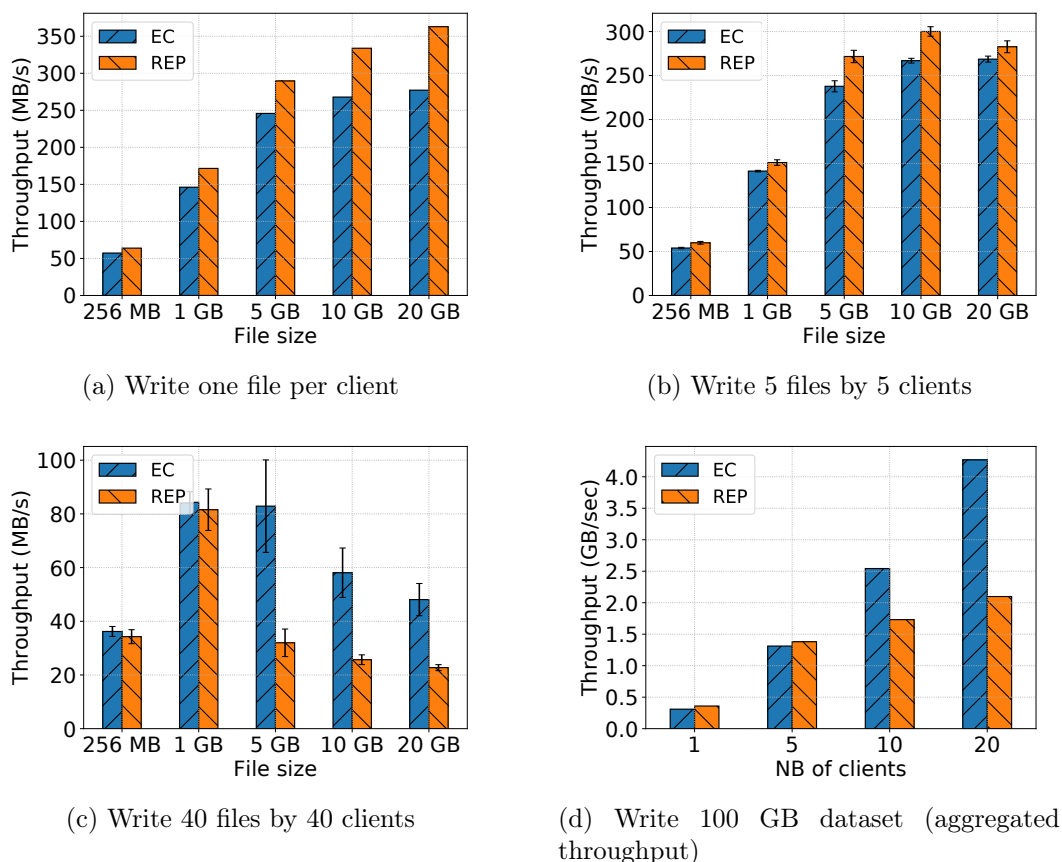 350
300
250
200
150
100
50
0
Throughput (MB/s)
EC
REP
256 MB 1 GB 5 GB 10 GB 20 GB
File size
(a) Write one file per client
300
250
200
150
100
50
0
Throughput (MB/s)
EC
REP
256 MB 1 GB 5 GB 10 GB 20 GB
File size
(b) Write 5 files by 5 clients
100
80
60
40
20
0
Throughput (MB/s)
EC
REP
256 MB 1 GB 5 GB 10 GB 20 GB
File size
(c) Write 40 files by 40 clients
4.0
3.5
3.0
2.5
2.0
1.5
1.0
0.5
0.0
Throughput (GB/sec)
EC
REP
1 5 10 20
NB of clients
(d) Write 100 GB dataset (aggregated
throughput)